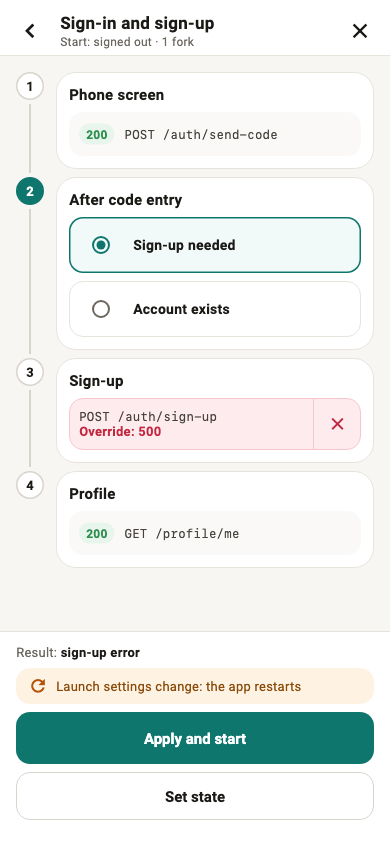 Sign-in and sign-up
Start: signed out · 1 fork
1
Phone screen
200 POST /auth/send-code
2
After code entry
Sign-up needed
Account exists
3
Sign-up
POST /auth/sign-up
Override: 500
4
Profile
200 GET /profile/me
Result: sign-up error
Launch settings change: the app restarts
Apply and start
Set state